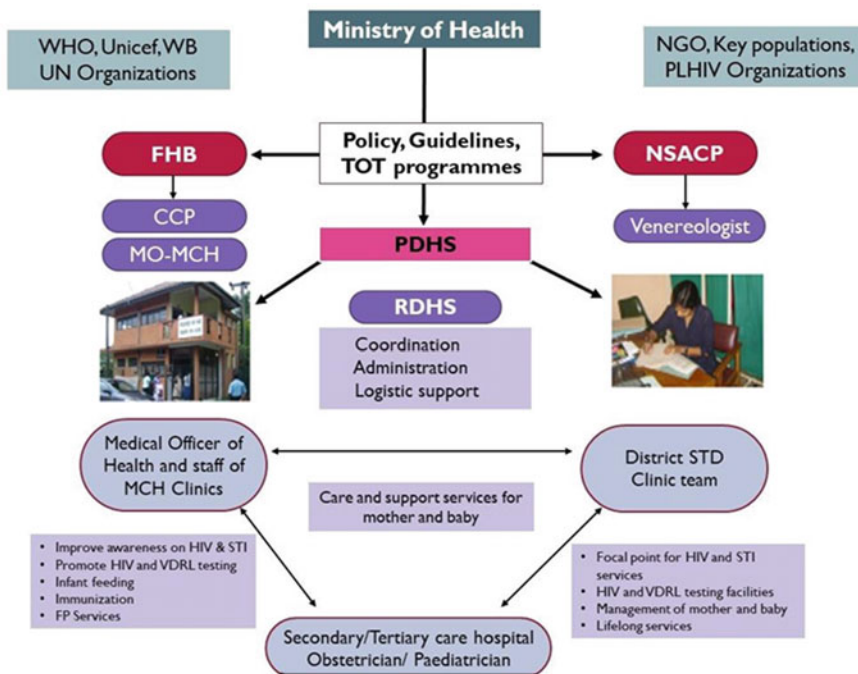 Ministry of Health
WHO, Unicef, WB
UN Organizations
NGO, Key populations,
PLHIV Organizations
Policy, Guidelines,
TOT programmes
FHB
NSACP
CCP
MO-MCH
Venereologist
PDHS
RDHS
Coordination
Administration
Logistic support
Medical Officer of
Health and staff of
MCH Clinics
District STD
Clinic team
Care and support services for
mother and baby
• Improve awareness on HIV & STI
• Promote HIV and VDRL testing
• Infant feeding
• Immunization
• FP Services
• Focal point for HIV and STI
services
• HIV and VDRL testing facilities
• Management of mother and baby
• Lifelong services
Secondary/Tertiary care hospital
Obstetrician/ Paediatrician